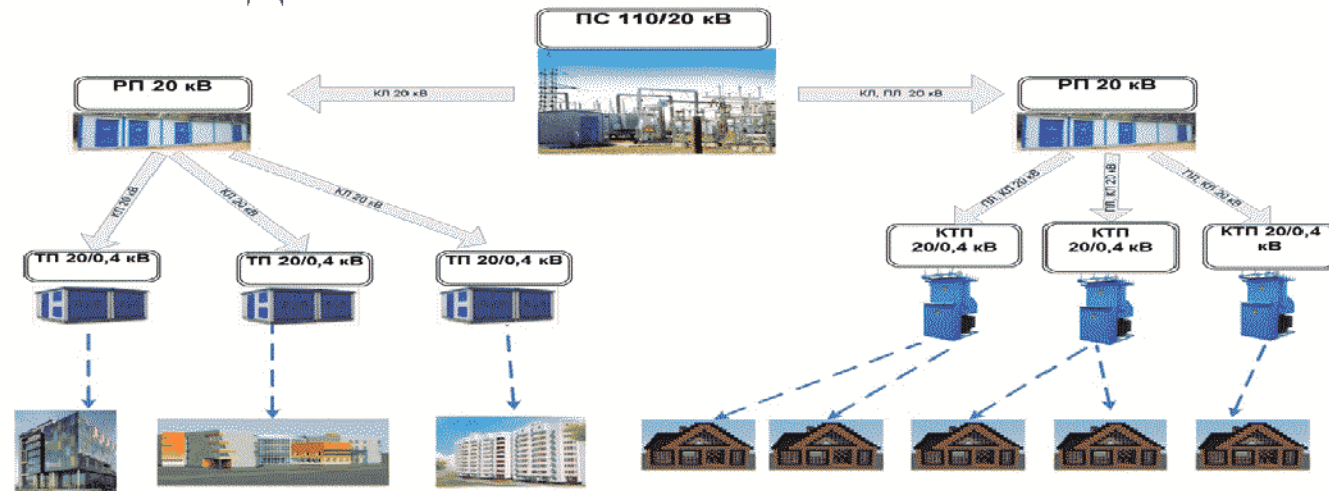 ПС 110/20 кВ
РП 20 кВ
КЛ 20 кВ
КЛ, ПЛ 20 кВ
РП 20 кВ
КЛ 20 кВ
КЛ 20 кВ
КЛ 20 кВ
ПЛ, КЛ 20 кВ
ПЛ, КЛ 20 кВ
ПЛ, КЛ 20 кВ
ТП 20/0,4 кВ
ТП 20/0,4 кВ
ТП 20/0,4 кВ
КТП
20/0,4 кВ
КТП
20/0,4 кВ
КТП 20/0,4
кВ